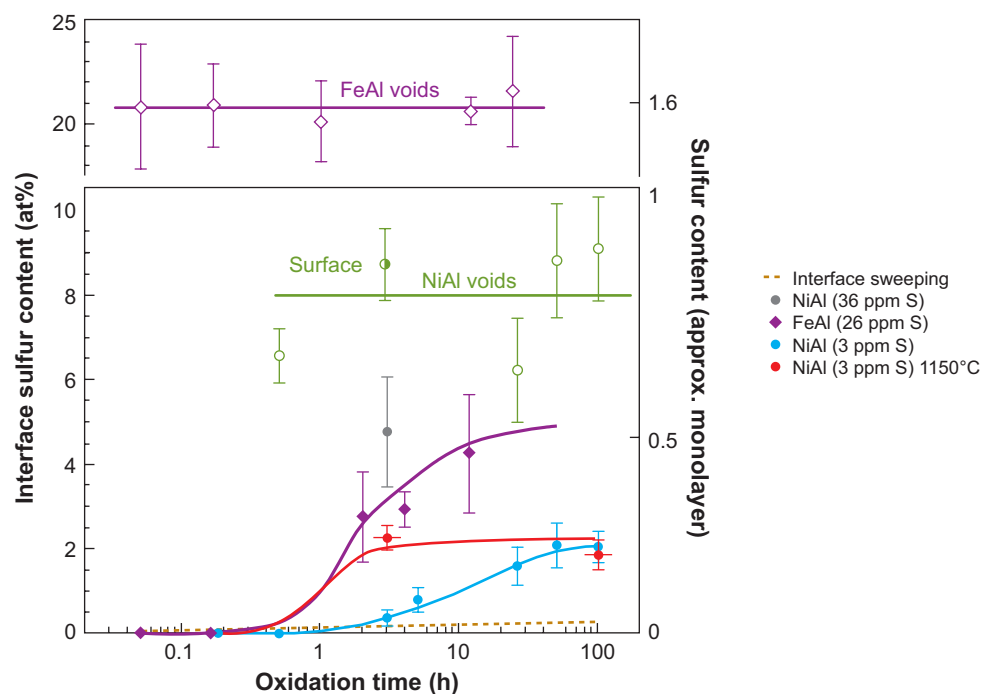 25
20
FeAl voids
1.6
10
8
6
4
2
0
Surface
NiAl voids
1
0.5
0
0.1
1
10
100
Interface sulfur content (at%)
Sulfur content (approx. monolayer)
Oxidation time (h)
Interface sweeping
NiAl (36 ppm S)
FeAl (26 ppm S)
NiAl (3 ppm S)
NiAl (3 ppm S) 1150°C